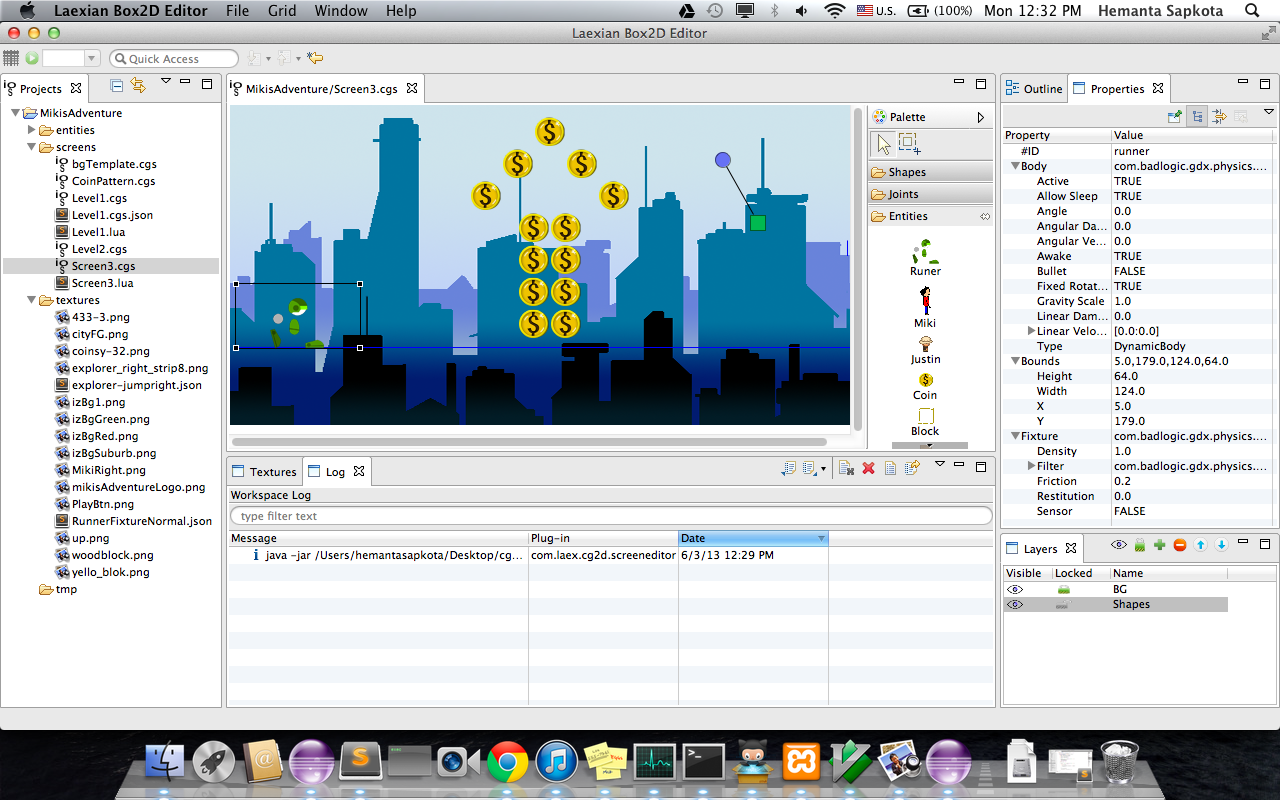 Laexian Box2D Editor File Grid Window Help U.S. (100%) Mon 12:32 PM Hemanta Sapkota
Laexian Box2D Editor
Quick Access
Projects
MikisAdventure
entities
screens
bgTemplate.cgs
CoinPattern.cgs
Level1.cgs
Level1.cgs.json
Level1.lua
Level2.cgs
Screen3.cgs
Screen3.lua
textures
433-3.png
cityFG.png
coinsy-32.png
explorer_right_strip8.png
explorer-jumpright.json
izBg1.png
izBgGreen.png
izBgRed.png
izBgSuburb.png
MikiRight.png
mikisAdventureLogo.png
PlayBtn.png
RunnerFixtureNormal.json
up.png
woodblock.png
yello_blok.png
tmp
MikisAdventure/Screen3.cgs
Palette
Shapes
Joints
Entities
Runer
Miki
Justin
Coin
Block
Textures Log
Workspace Log
type filter text
Message Plug-in Date
java -jar /Users/hemantasapkota/Desktop/cg... com.laex.cg2d.screeneditor 6/3/13 12:29 PM
Outline Properties
Property Value
#ID runner
Body com.badlogic.gdx.physics....
Active TRUE
Allow Sleep TRUE
Angle 0.0
Angular Da... 0.0
Angular Ve... 0.0
Awake TRUE
Bullet FALSE
Fixed Rotat... TRUE
Gravity Scale 1.0
Linear Dam... 0.0
Linear Velo... [0.0:0.0]
Type DynamicBody
Bounds 5.0,179.0,124.0,64.0
Height 64.0
Width 124.0
X 5.0
Y 179.0
Fixture com.badlogic.gdx.physics....
Density 1.0
Filter com.badlogic.gdx.physics....
Friction 0.2
Restitution 0.0
Sensor FALSE
Layers
Visible Locked Name
BG
Shapes